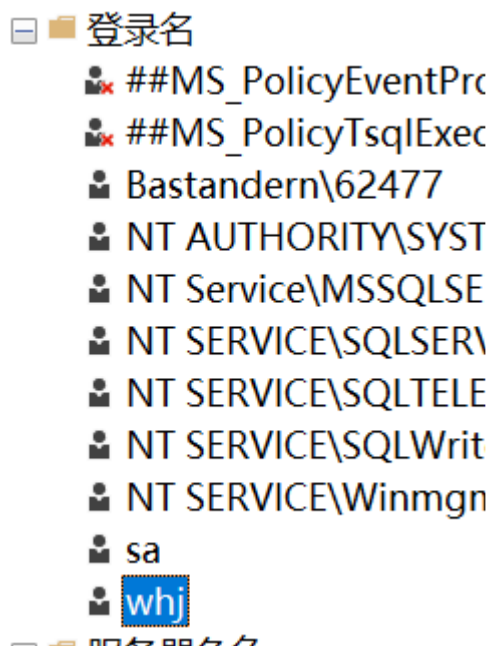 登录名
##MS_PolicyEventPro
##MS_PolicyTsqlExec
Bastandern\62477
NT AUTHORITY\SYST
NT Service\MSSQLSE
NT SERVICE\SQLSERV
NT SERVICE\SQLTELE
NT SERVICE\SQLWrit
NT SERVICE\Winmgm
sa
whj